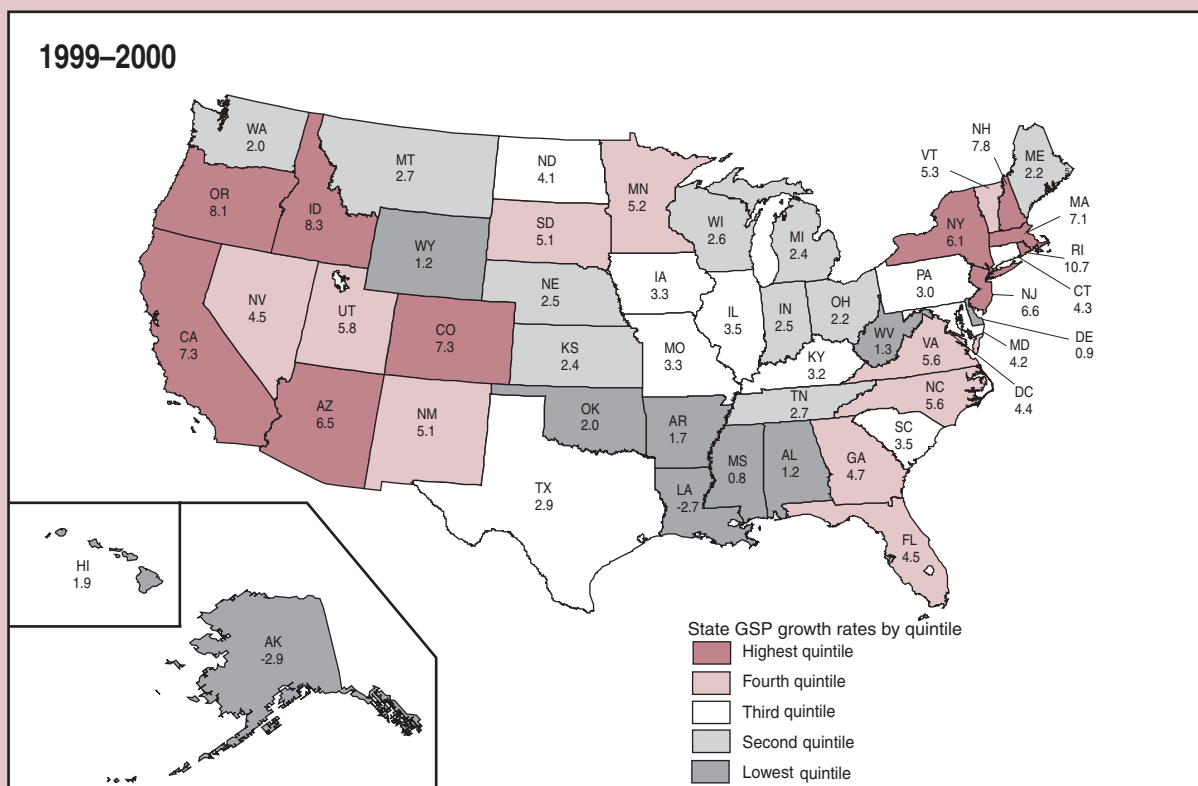 1999–2000
WA
2.0
OR
8.1
ID
8.3
MT
2.7
ND
4.1
MN
5.2
SD
5.1
WY
1.2
WI
2.6
MI
2.4
NH
7.8
VT
5.3
ME
2.2
NY
6.1
MA
7.1
RI
10.7
CT
4.3
NJ
6.6
PA
3.0
DE
0.9
MD
4.2
DC
4.4
CA
7.3
NV
4.5
UT
5.8
CO
7.3
NE
2.5
KS
2.4
IA
3.3
MO
3.3
IL
3.5
IN
2.5
OH
2.2
WV
1.3
VA
5.6
KY
3.2
NC
5.6
TN
2.7
SC
3.5
AZ
6.5
NM
5.1
OK
2.0
AR
1.7
TX
2.9
LA
-2.7
MS
0.8
AL
1.2
GA
4.7
FL
4.5
HI
1.9
AK
-2.9
State GSP growth rates by quintile
Highest quintile
Fourth quintile
Third quintile
Second quintile
Lowest quintile